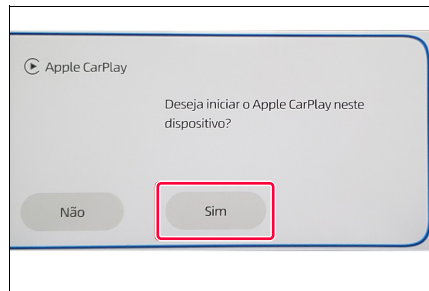 Apple CarPlay
Deseja iniciar o Apple CarPlay neste
dispositivo?
Não
Sim